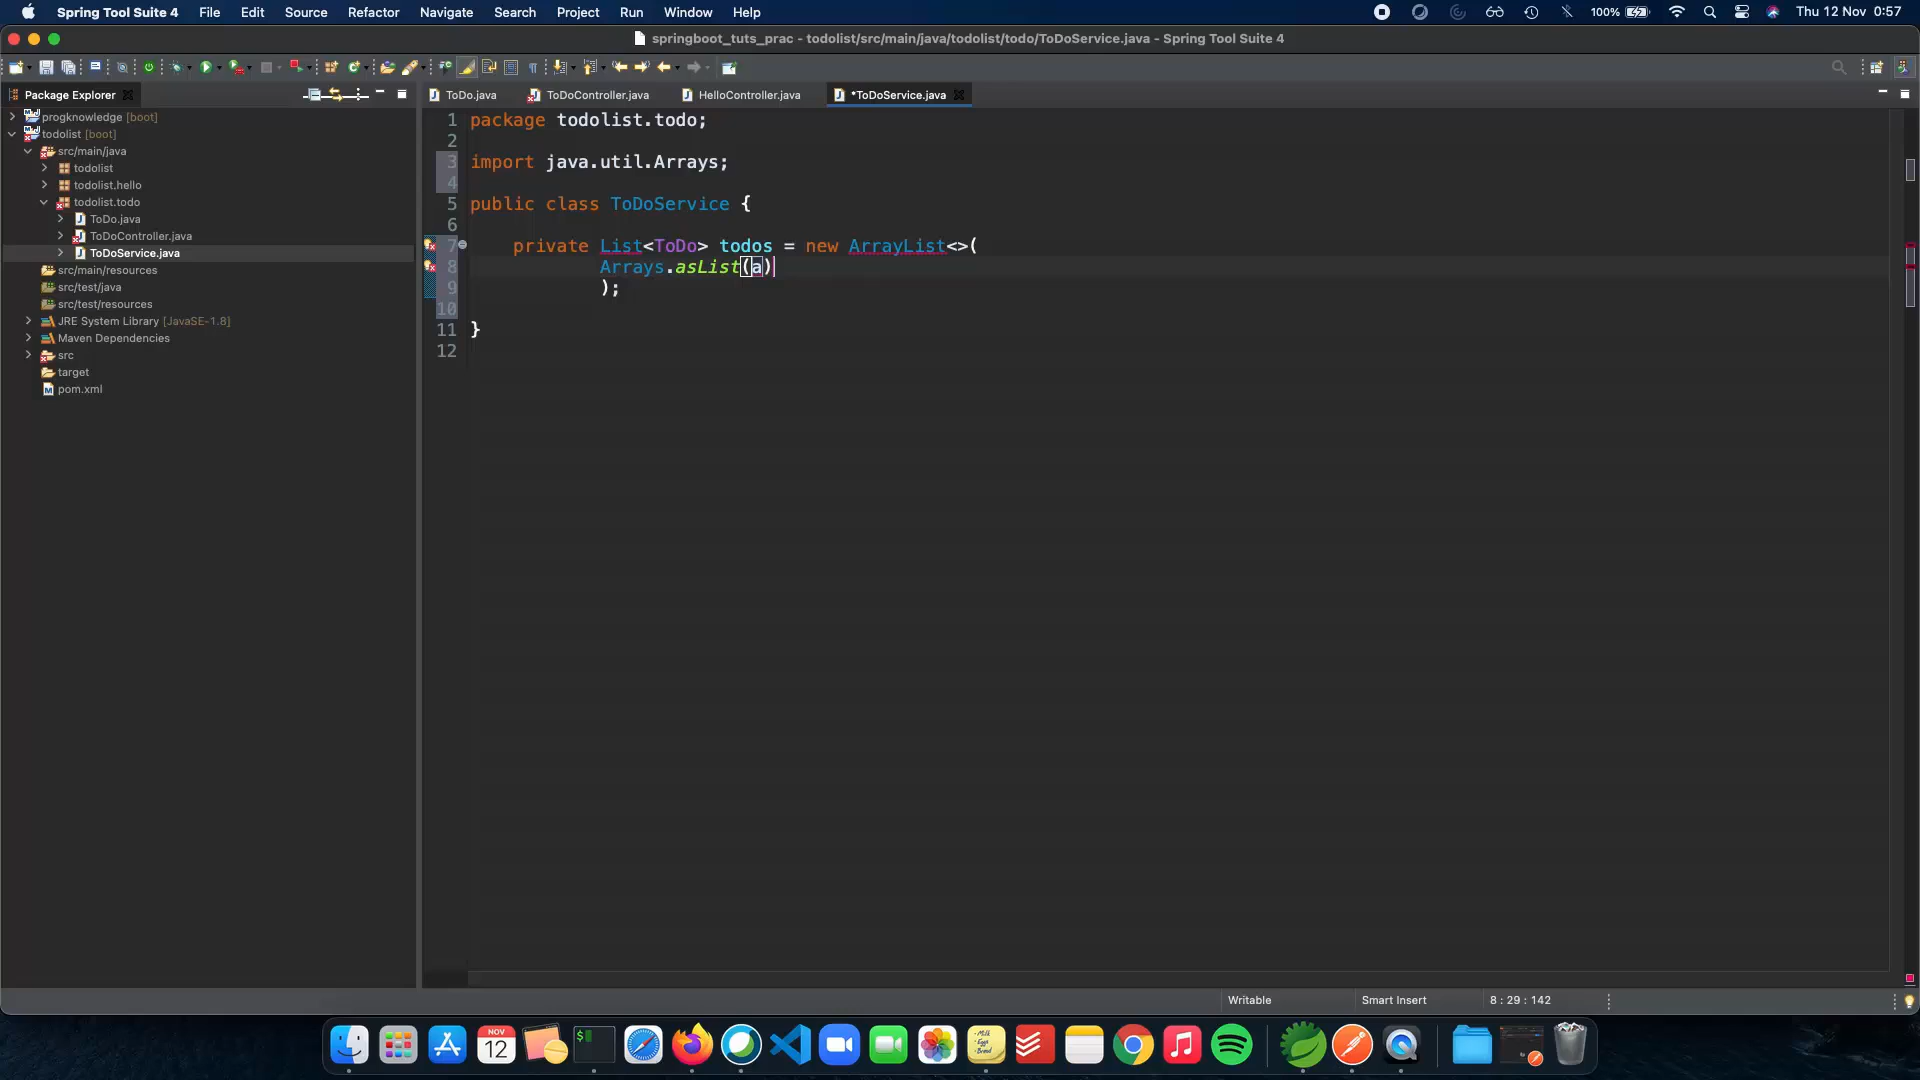 Spring Tool Suite 4 File Edit Source Refactor Navigate Search Project Run Window Help 100% Thu 12 Nov 0:57
springboot_tuts_prac - todolist/src/main/java/todolist/todo/ToDoService.java - Spring Tool Suite 4
Package Explorer
ToDo.java ToDoController.java HelloController.java *ToDoService.java
progknowledge [boot]
todolist [boot]
src/main/java
todolist
todolist.hello
todolist.todo
ToDo.java
ToDoController.java
ToDoService.java
src/main/resources
src/test/java
src/test/resources
JRE System Library [JavaSE-1.8]
Maven Dependencies
src
target
pom.xml
1 package todolist.todo;
2
3 import java.util.Arrays;
4
5 public class ToDoService {
6
7 private List<ToDo> todos = new ArrayList<>(
8 Arrays.asList(a)
9 );
10
11 }
12
Writable Smart Insert 8 : 29 : 142
NOV
12